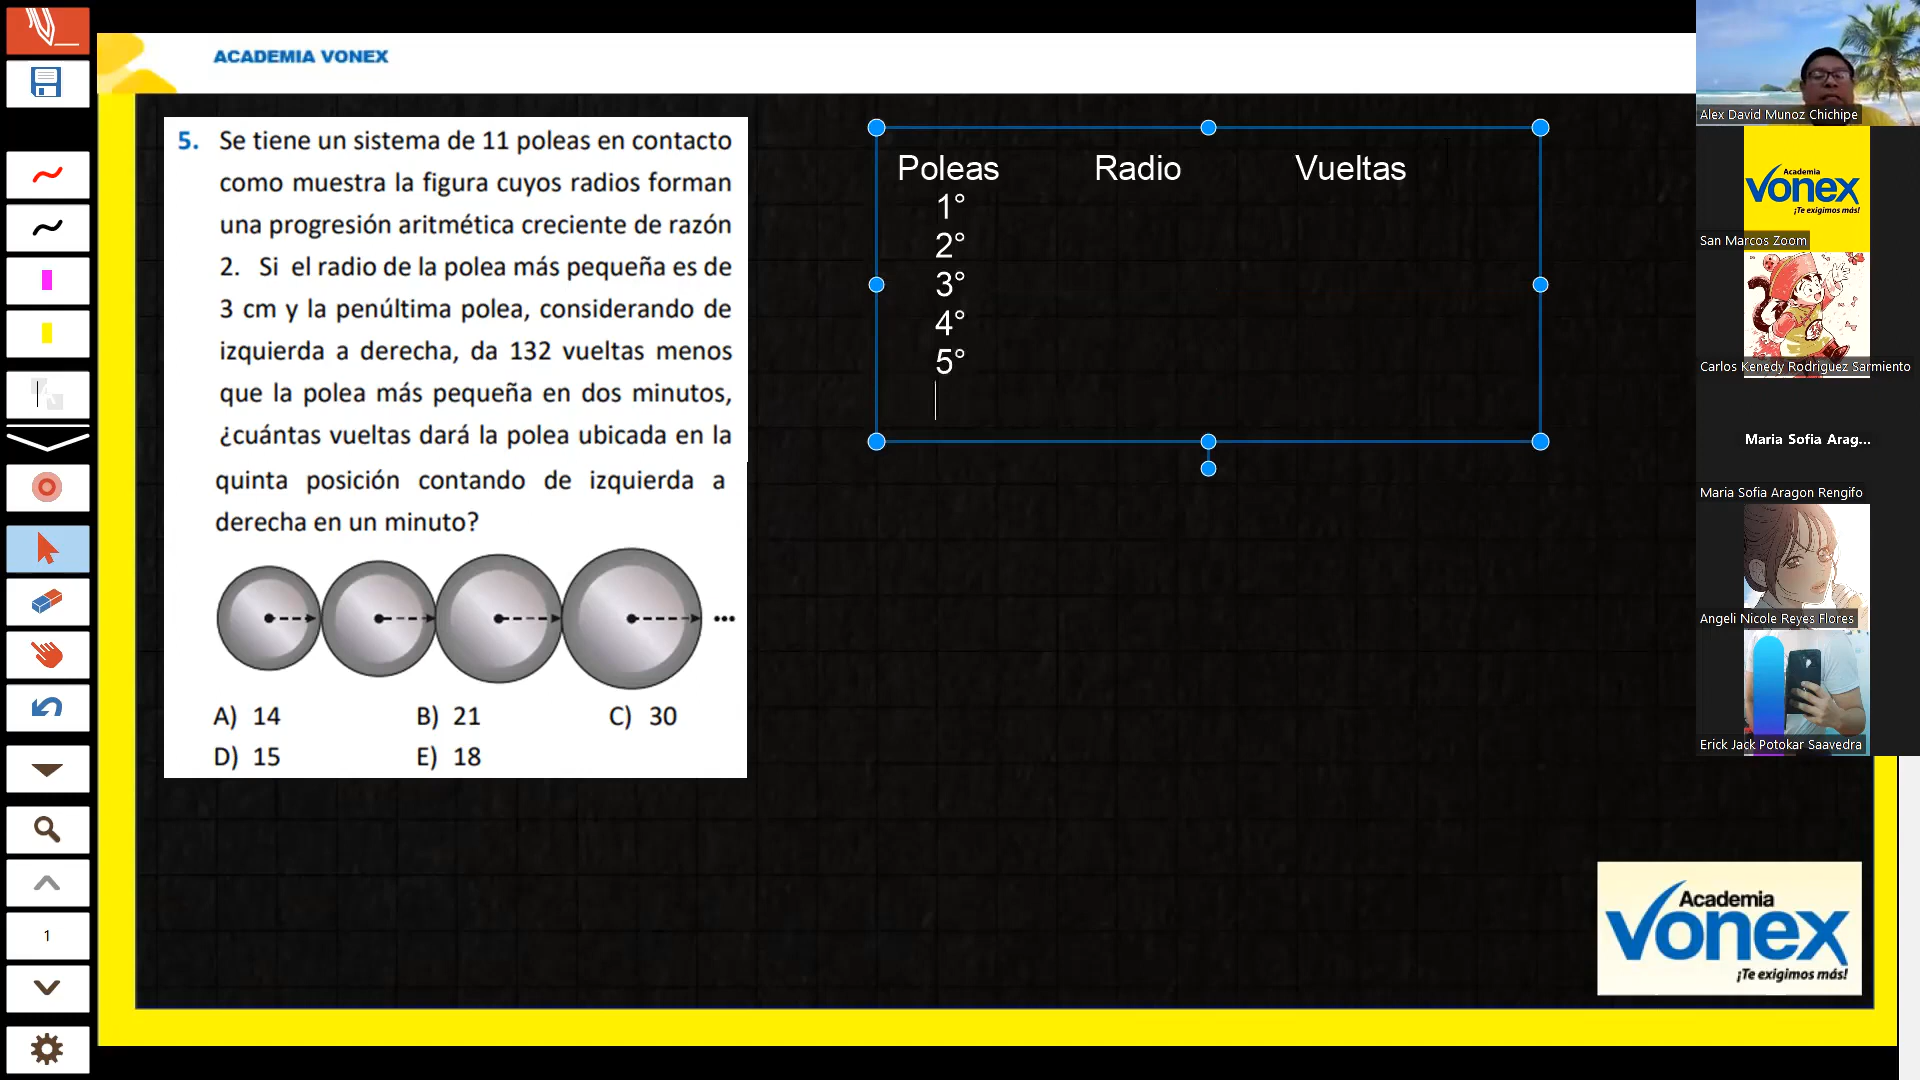 ACADEMIA VONEX
5. Se tiene un sistema de 11 poleas en contacto
como muestra la figura cuyos radios forman
una progresión aritmética creciente de razón
2. Si el radio de la polea más pequeña es de
3 cm y la penúltima polea, considerando de
izquierda a derecha, da 132 vueltas menos
que la polea más pequeña en dos minutos,
¿cuántas vueltas dará la polea ubicada en la
quinta posición contando de izquierda a
derecha en un minuto?
...
A) 14 B) 21 C) 30
D) 15 E) 18
Poleas Radio Vueltas
1°
2°
3°
4°
5°
1
Alex David Munoz Chichipe
Academia
vonex
¡Te exigimos más!
San Marcos Zoom
Carlos Kenedy Rodriguez Sarmiento
Maria Sofia Arag...
Maria Sofia Aragon Rengifo
Angeli Nicole Reyes Flores
Erick Jack Potokar Saavedra
Academia
vonex
¡Te exigimos más!